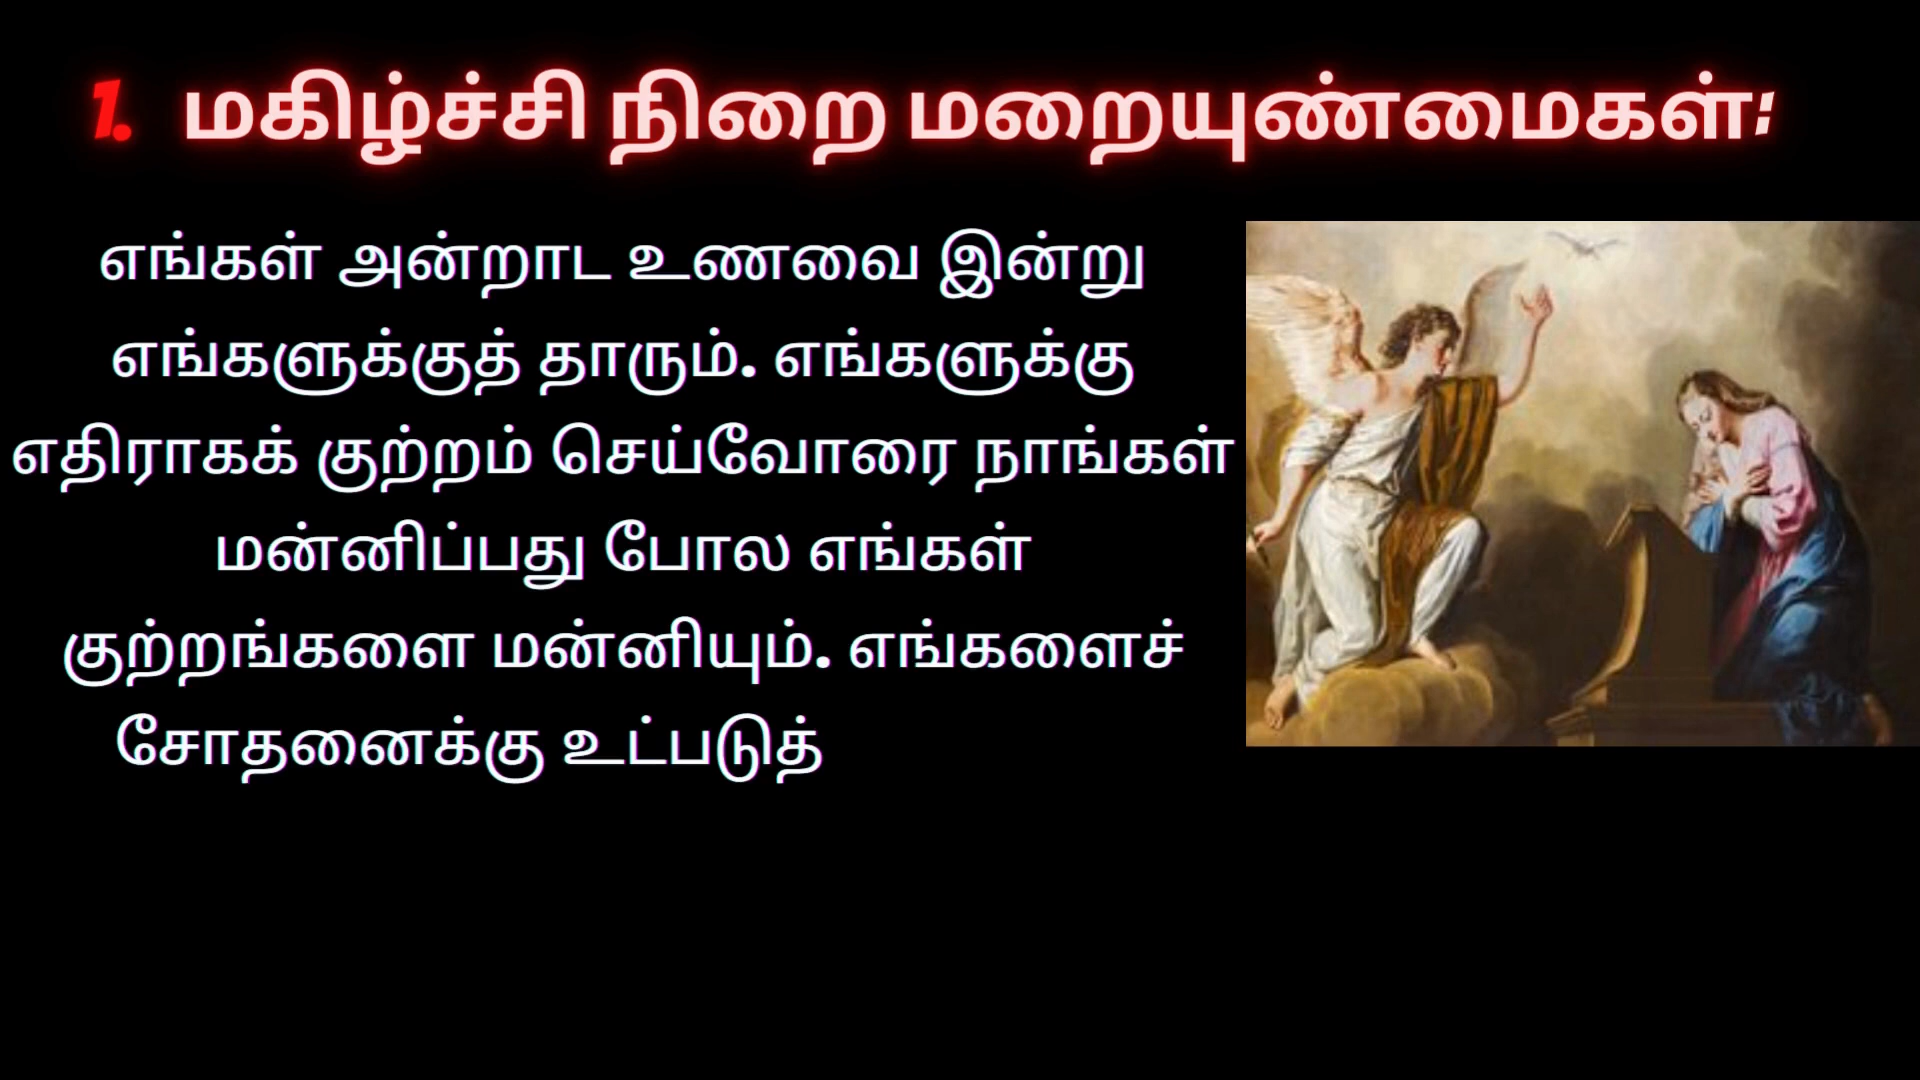 1. மகிழ்ச்சி நிறை மறையுண்மைகள்:
எங்கள் அன்றாட உணவை இன்று
எங்களுக்குத் தாரும். எங்களுக்கு
எதிராகக் குற்றம் செய்வோரை நாங்கள்
மன்னிப்பது போல எங்கள்
குற்றங்களை மன்னியும். எங்களைச்
சோதனைக்கு உட்படுத்